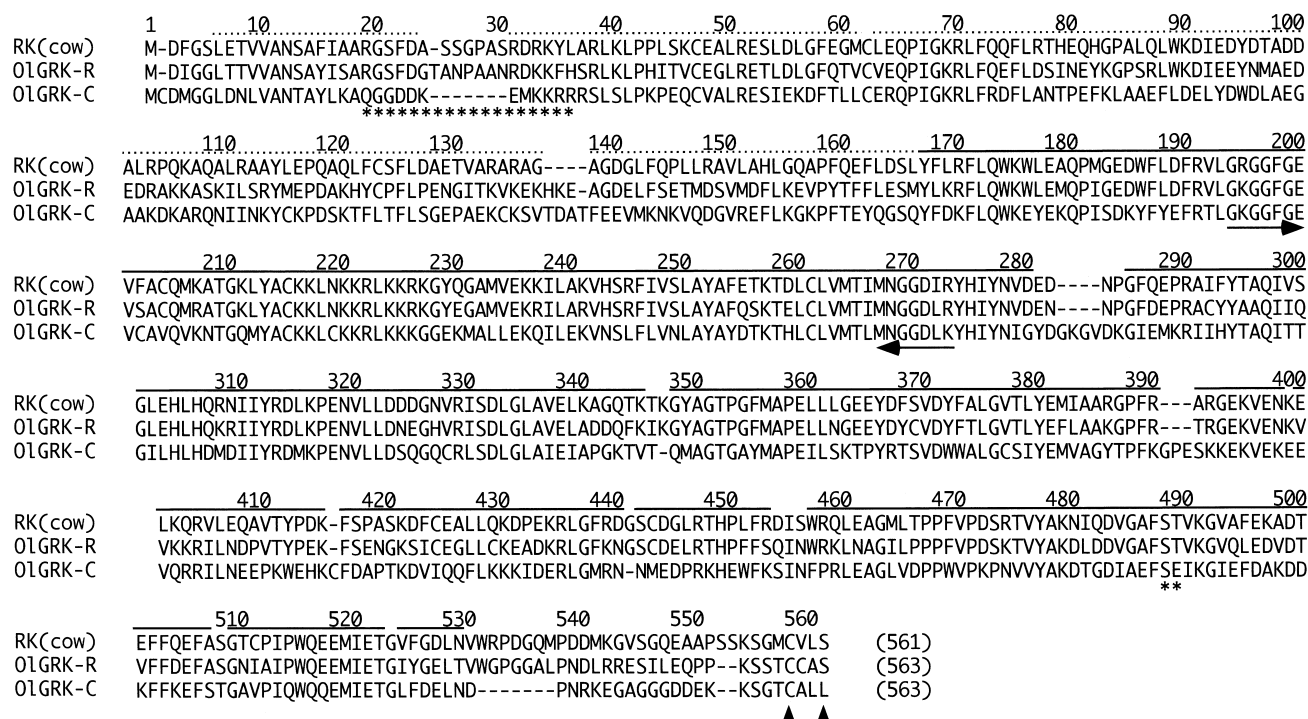 1 10 20 30 40 50 60 70 80 90 100
RK(cow) M-DFGSLETVVANSAFIAARGSFDA-SSGPASRDRKYLARLKLPPLSKCEALRESLDLGFEGMCLEQPIGKRLFQQFLRTHEQHGPALQLWKDIEDYDTADD
OlGRK-R M-DIGGLTTVVANSAYISARGSFDGTANPAANRDKKFHSRLKLPHITVCEGLRETLDLGFQTVCVEQPIGKRLFQEFLDSINEYKGPSRLWKDIEEYNMAED
OlGRK-C MCDMGGLDNLVANTAYLKAQGGDDK-------EMKKRRRSLSLPKPEQCVALRESIEKDFTLLCERQPIGKRLFRDFLANTPEFKLAAEFLDELYDWDLAEG
*******************
110 120 130 140 150 160 170 180 190 200
RK(cow) ALRPQKAQALRAAYLEPQAQLFCSFLDAETVARARAG----AGDGLFQPLLRAVLAHLGQAPFQEFLDSLYFLRFLQWKWLEAQPMGEDWFLDFRVLGRGGFGE
OlGRK-R EDRAKKASKILSRYMEPDAKHYCPFLPENGITKVKEKHKE-AGDELFSETMDSVMDFLKEVPYTFFLESMYLKRFLQWKWLEMQPIGEDWFLDFRVLGKGGFGE
OlGRK-C AAKDKARQNIINKYCKPDSKTFLTFLSGEPAEKCKSVTDATFEEVMKNKVQDGVREFLKGKPFTEYQGSQYFDKFLQWKEYEKQPISDKYFYEFRTLGKGGFGE
210 220 230 240 250 260 270 280 290 300
RK(cow) VFACQMKATGKLYACKKLNKKRLKKRKGYQGAMVEKKILAKVHSRFIVSLAYAFETKTDLCLVMTIMNGGDIRYHIYNVDED----NPGFQEPRAIFYTAQIVS
OlGRK-R VSACQMRATGKLYACKKLNKKRLKKRKGYEGAMVEKRILARVHSRFIVSLAYAFQSKTELCLVMTIMNGGDLRYHIYNVDEN----NPGFDEPRACYYAAQIIQ
OlGRK-C VCAVQVKNTGQMYACKKLCKKRLKKKGGEKMALLEKQILEKVNSLFLVNLAYAYDTKTHLCLVMTLMNGGDLKYHIYNIGYDGKGVDKGIEMKRIIHYTAQITT
310 320 330 340 350 360 370 380 390 400
RK(cow) GLEHLHQRNIIYRDLKPENVLLDDDGNVRISDLGLAVELKAGQTKTKGYAGTPGFMAPELLLGEEYDFSVDYFALGVTLYEMIAARGPFR---ARGEKVENKE
OlGRK-R GLEHLHQKRIIYRDLKPENVLLDNEGHVRISDLGLAVELADDQFKIKGYAGTPGFMAPELLNGEEYDYCVDYFTLGVTLYEFLAAKGPFR---TRGEKVENKV
OlGRK-C GILHLHDMDIIYRDMKPENVLLDSQGQCRLSDLGLAIEIAPGKTVT-QMAGTGAYMAPEILSKTPYRTSVDWWALGCSIYEMVAGYTPFKGPESKKEKVEKEE
410 420 430 440 450 460 470 480 490 500
RK(cow) LKQRVLEQAVTYPDK-FSPASKDFCEALLQKDPEKRLGFRDGSCDGLRTHPLFRDISWRQLEAGMLTPPFVPDSRTVYAKNIQDVGAFSTVKGVAFEKADT
OlGRK-R VKKRILNDPVTYPEK-FSENGKSICEGLLCKEADKRLGFKNGSCDELRTHPFFSQINWRKLNAGILPPPFVPDSKTVYAKDLDDVGAFSTVKGVQLEDVDT
OlGRK-C VQRRILNEEPKWEHKCFDAPTKDVIQQFLKKKIDERLGMRN-NMEDPRKHEWFKSINFPRLEAGLVDPPWVPKPNVVYAKDTGDIAEFSEIKGIEFDAKDD
**
510 520 530 540 550 560
RK(cow) EFFQEFASGTCPIPWQEEMIETGVFGDLNVWRPDGQMPDDMKGVSGQEAAPSSKSGMCVLS (561)
OlGRK-R VFFDEFASGNIAIPWQEEMIETGIYGELTVWGPGGALPNDLRRESILEQPP--KSSTCCAS (563)
OlGRK-C KFFKEFSTGAVPIQWQQEMIETGLFDELND-------PNRKEGAGGGDDEK--KSGTCALL (563)